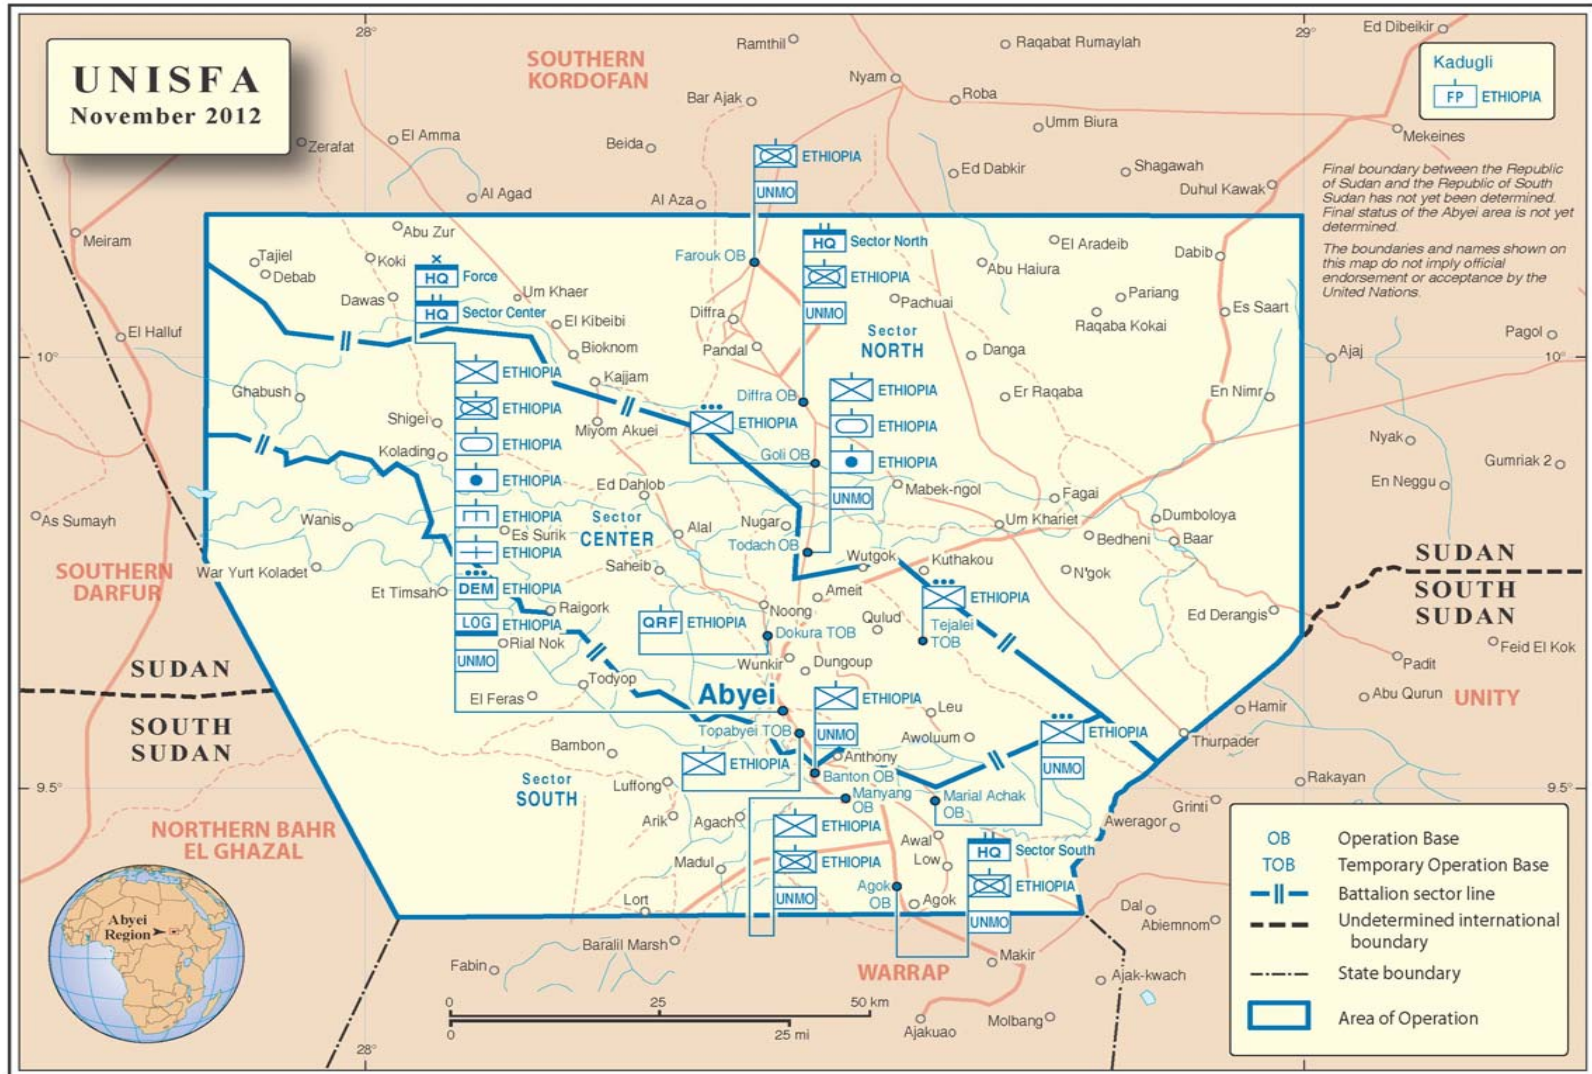 UNISFA
November 2012
28°
29°
SOUTHERN
KORDOFAN
Ramthil
Raqabat Rumaylah
Ed Dibeikir
Nyam
Roba
Bar Ajak
Kadugli
FP ETHIOPIA
Zerafat
El Amma
Beida
ETHIOPIA
UNMO
Umm Biura
Mekeines
Ed Dabkir
Shagawah
Duhul Kawak
Al Agad
Al Aza
Final boundary between the Republic
of Sudan and the Republic of South
Sudan has not yet been determined.
Final status of the Abyei area is not yet
determined.
The boundaries and names shown on
this map do not imply official
endorsement or acceptance by the
United Nations.
Meiram
Abu Zur
Tajiel
Debab
Koki
HQ Force
Farouk OB
HQ Sector North
ETHIOPIA
UNMO
El Aradeib
Dabib
Abu Haiura
Dawas
HQ Sector Center
Um Khaer
Pachuai
Pariang
Es Saart
El Halluf
El Kibeibi
Diffra
Raqaba Kokai
Pagol
Sector
NORTH
10°
Bioknom
Pandal
Danga
Ajaj
10°
ETHIOPIA
Kajjam
Ghabush
Diffra OB
ETHIOPIA
Er Raqaba
En Nimr
ETHIOPIA
Shigei
Miyom Akuei
ETHIOPIA
ETHIOPIA
Nyak
ETHIOPIA
Kolading
Goli OB
ETHIOPIA
Gumriak 2
ETHIOPIA
Ed Dahlob
UNMO
Mabek-ngol
Fagai
En Neggu
As Sumayh
Wanis
ETHIOPIA
Es Surik
Sector
CENTER
Alal
Nugar
Um Khariet
Dumboloya
ETHIOPIA
Todach OB
Bedheni
Baar
SUDAN
SOUTH
SUDAN
SOUTHERN
DARFUR
War Yurt Koladet
Saheib
Wutgok
Kuthakou
N'gok
Et Timsah
DEM ETHIOPIA
Ameit
ETHIOPIA
Raigork
Noong
Ed Derangis
LOG ETHIOPIA
QRF ETHIOPIA
Qulud
Tejalei
TOB
Rial Nok
Dokura TOB
Feid El Kok
UNMO
Wunkir
Dungoup
Padit
SUDAN
Todyop
Abyei
ETHIOPIA
Abu Qurun
UNITY
El Feras
Leu
Hamir
SOUTH
SUDAN
Topabyei TOB
UNMO
Awoluum
ETHIOPIA
Thurpader
Bambon
ETHIOPIA
Anthony
UNMO
Sector
SOUTH
Luffong
Banton OB
Rakayan
9.5°
Manyang
OB
Marial Achak
OB
9.5°
Grinti
NORTHERN BAHR
EL GHAZAL
Arik
Agach
ETHIOPIA
Aweragor
Awal
HQ Sector South
ETHIOPIA
Low
Madul
Agok
OB
ETHIOPIA
UNMO
Agok
UNMO
Lort
Dal
Abiemnom
Abyei
Region
Baralil Marsh
Fabin
WARRAP
Makir
Ajak-kwach
0 25 50 km
0 25 mi
Ajakuao
Molbang
28°
OB Operation Base
TOB Temporary Operation Base
Battalion sector line
Undetermined international
boundary
State boundary
Area of Operation